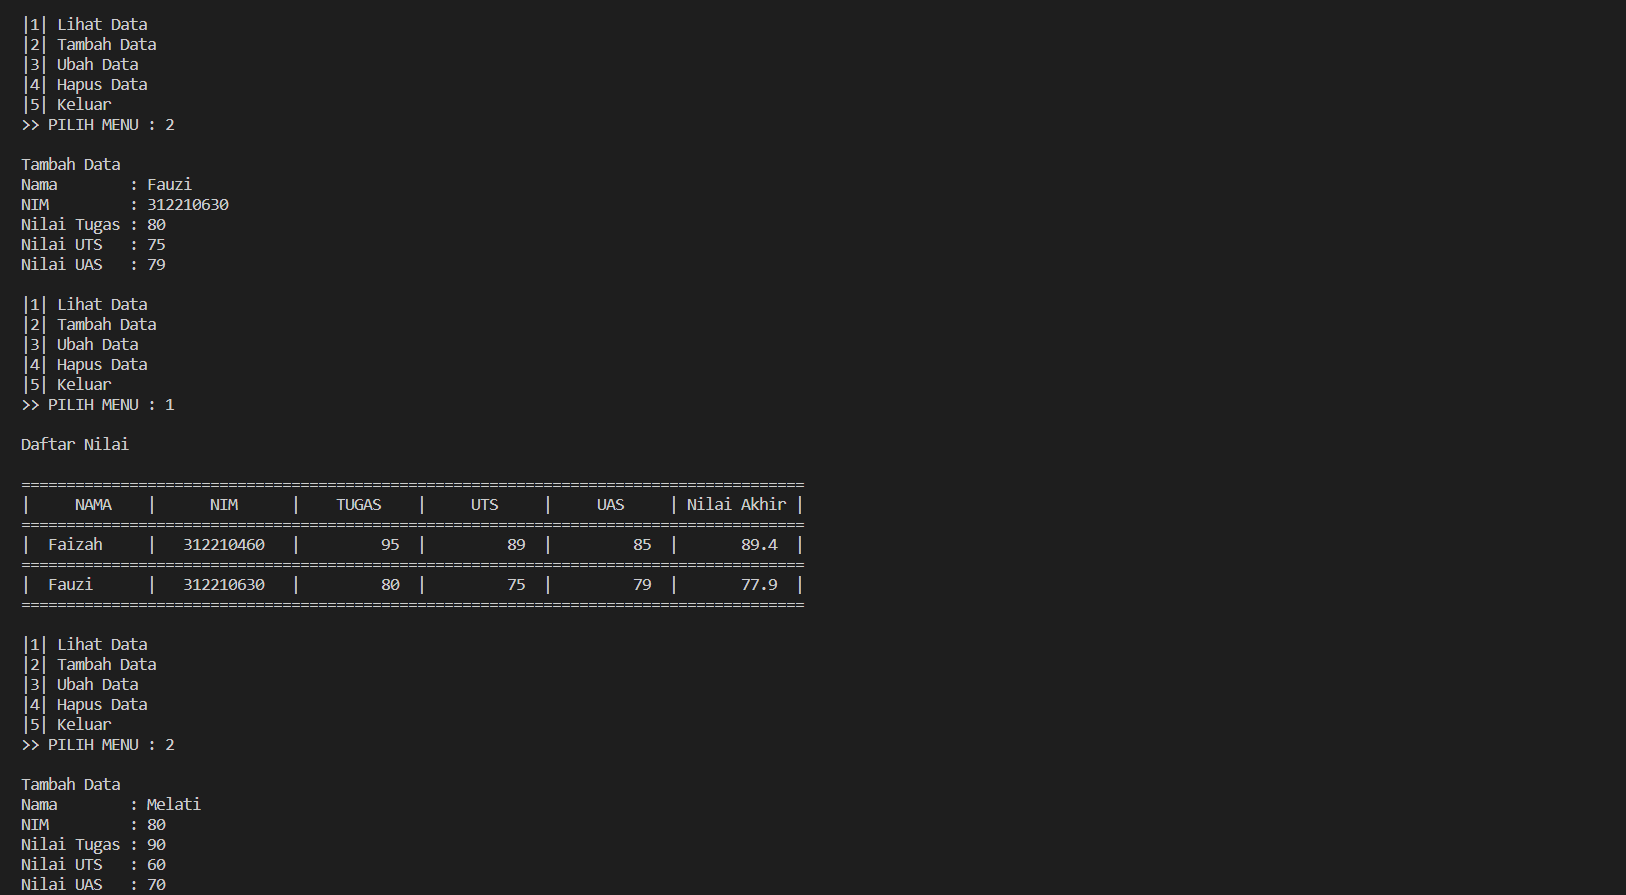 |1| Lihat Data
|2| Tambah Data
|3| Ubah Data
|4| Hapus Data
|5| Keluar
>> PILIH MENU : 2

Tambah Data
Nama        : Fauzi
NIM         : 312210630
Nilai Tugas : 80
Nilai UTS   : 75
Nilai UAS   : 79

|1| Lihat Data
|2| Tambah Data
|3| Ubah Data
|4| Hapus Data
|5| Keluar
>> PILIH MENU : 1

Daftar Nilai

=======================================================================================
|     NAMA    |      NIM      |    TUGAS    |     UTS     |     UAS     | Nilai Akhir |
=======================================================================================
|  Faizah     |   312210460   |         95  |         89  |         85  |       89.4  |
=======================================================================================
|  Fauzi      |   312210630   |         80  |         75  |         79  |       77.9  |
=======================================================================================

|1| Lihat Data
|2| Tambah Data
|3| Ubah Data
|4| Hapus Data
|5| Keluar
>> PILIH MENU : 2

Tambah Data
Nama        : Melati
NIM         : 80
Nilai Tugas : 90
Nilai UTS   : 60
Nilai UAS   : 70